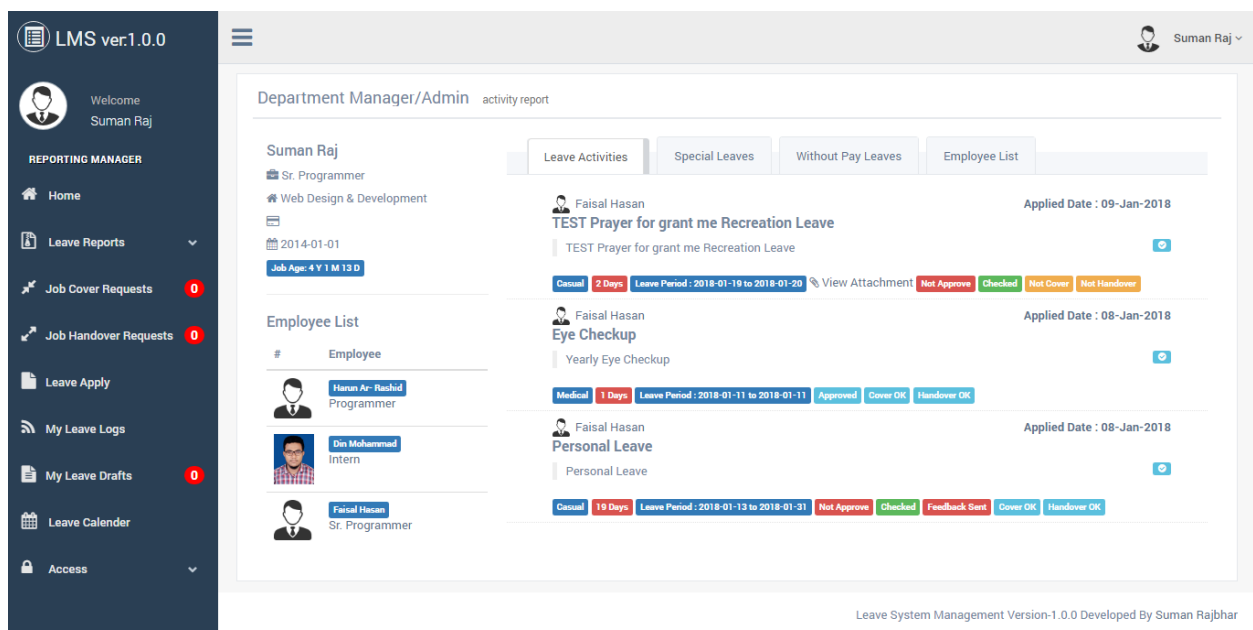 LMS ver:1.0.0
Suman Raj
Welcome
Suman Raj
REPORTING MANAGER
Home
Leave Reports
Job Cover Requests 0
Job Handover Requests 0
Leave Apply
My Leave Logs
My Leave Drafts 0
Leave Calender
Access
Department Manager/Admin activity report
Suman Raj
Sr. Programmer
Web Design & Development
2014-01-01
Job Age: 4 Y 1 M 13 D
Employee List
# Employee
Harun Ar- Rashid
Programmer
Din Mohammad
Intern
Faisal Hasan
Sr. Programmer
Leave Activities Special Leaves Without Pay Leaves Employee List
Faisal Hasan Applied Date : 09-Jan-2018
TEST Prayer for grant me Recreation Leave
TEST Prayer for grant me Recreation Leave
Casual 2 Days Leave Period : 2018-01-19 to 2018-01-20 View Attachment Not Approve Checked Not Cover Not Handover
Faisal Hasan Applied Date : 08-Jan-2018
Eye Checkup
Yearly Eye Checkup
Medical 1 Days Leave Period : 2018-01-11 to 2018-01-11 Approved Cover OK Handover OK
Faisal Hasan Applied Date : 08-Jan-2018
Personal Leave
Personal Leave
Casual 19 Days Leave Period : 2018-01-13 to 2018-01-31 Not Approve Checked Feedback Sent Cover OK Handover OK
Leave System Management Version-1.0.0 Developed By Suman Rajbhar